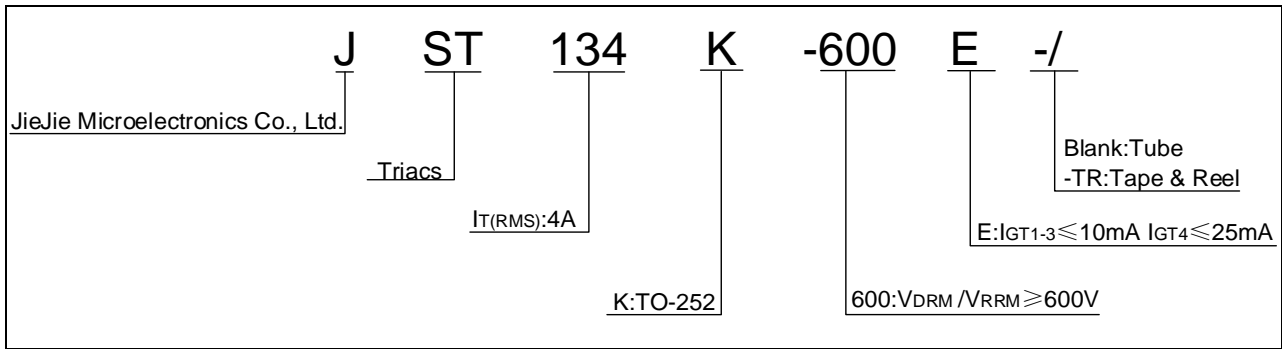 J ST 134 K -600 E -/
JieJie Microelectronics Co., Ltd.
Blank:Tube
Triacs
-TR:Tape & Reel
IT(RMS):4A
E:IGT1-3≤10mA IGT4≤25mA
K:TO-252
600:VDRM /VRRM≥600V